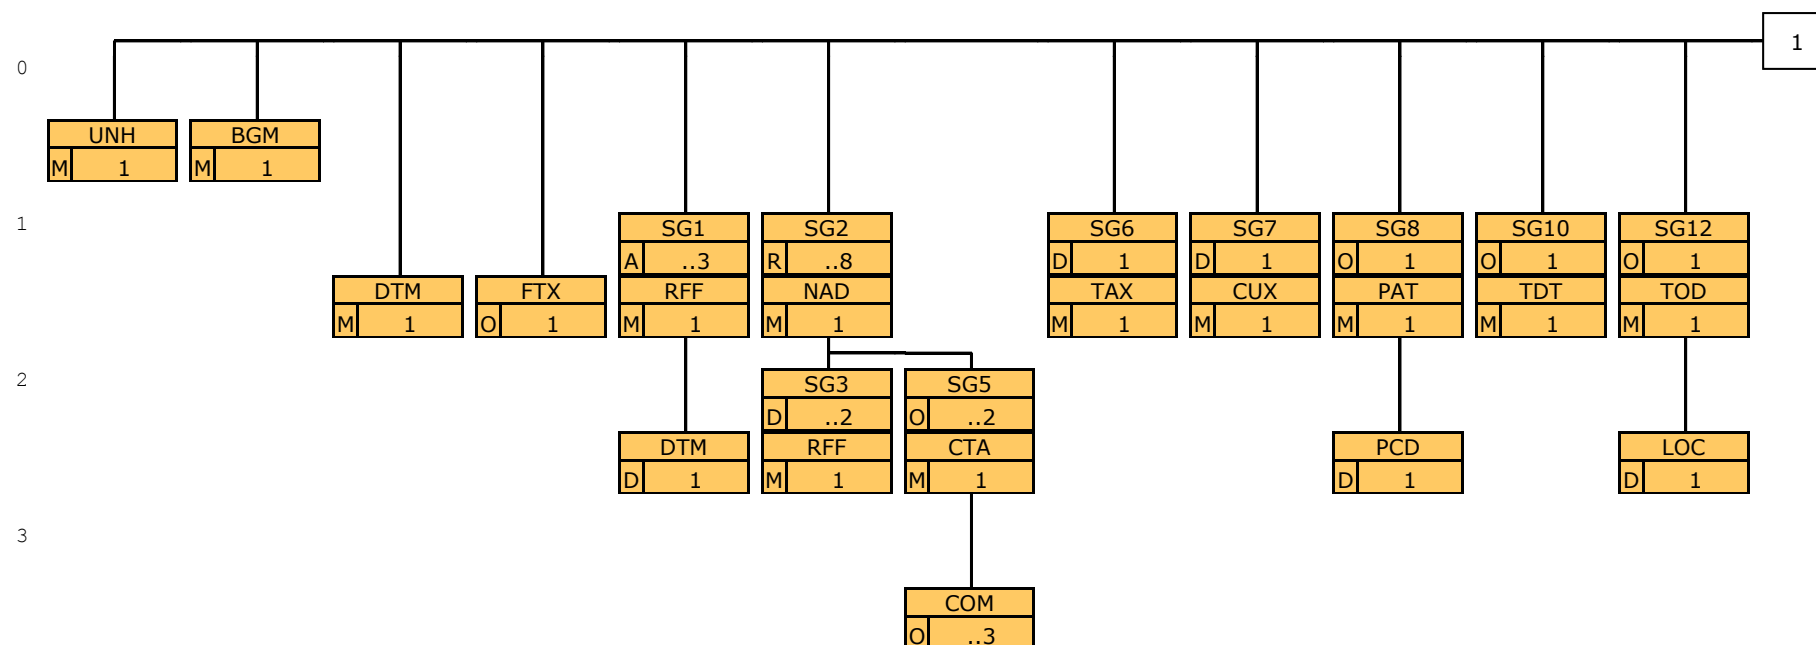 1
0
UNH BGM
M 1 M 1
1
SG1 SG2 SG6 SG7 SG8 SG10 SG12
A ..3 R ..8 D 1 D 1 O 1 O 1 O 1
DTM FTX RFF NAD TAX CUX PAT TDT TOD
M 1 O 1 M 1 M 1 M 1 M 1 M 1 M 1 M 1
2
SG3 SG5
D ..2 O ..2
DTM RFF CTA PCD LOC
D 1 M 1 M 1 D 1 D 1
3
COM
O ..3